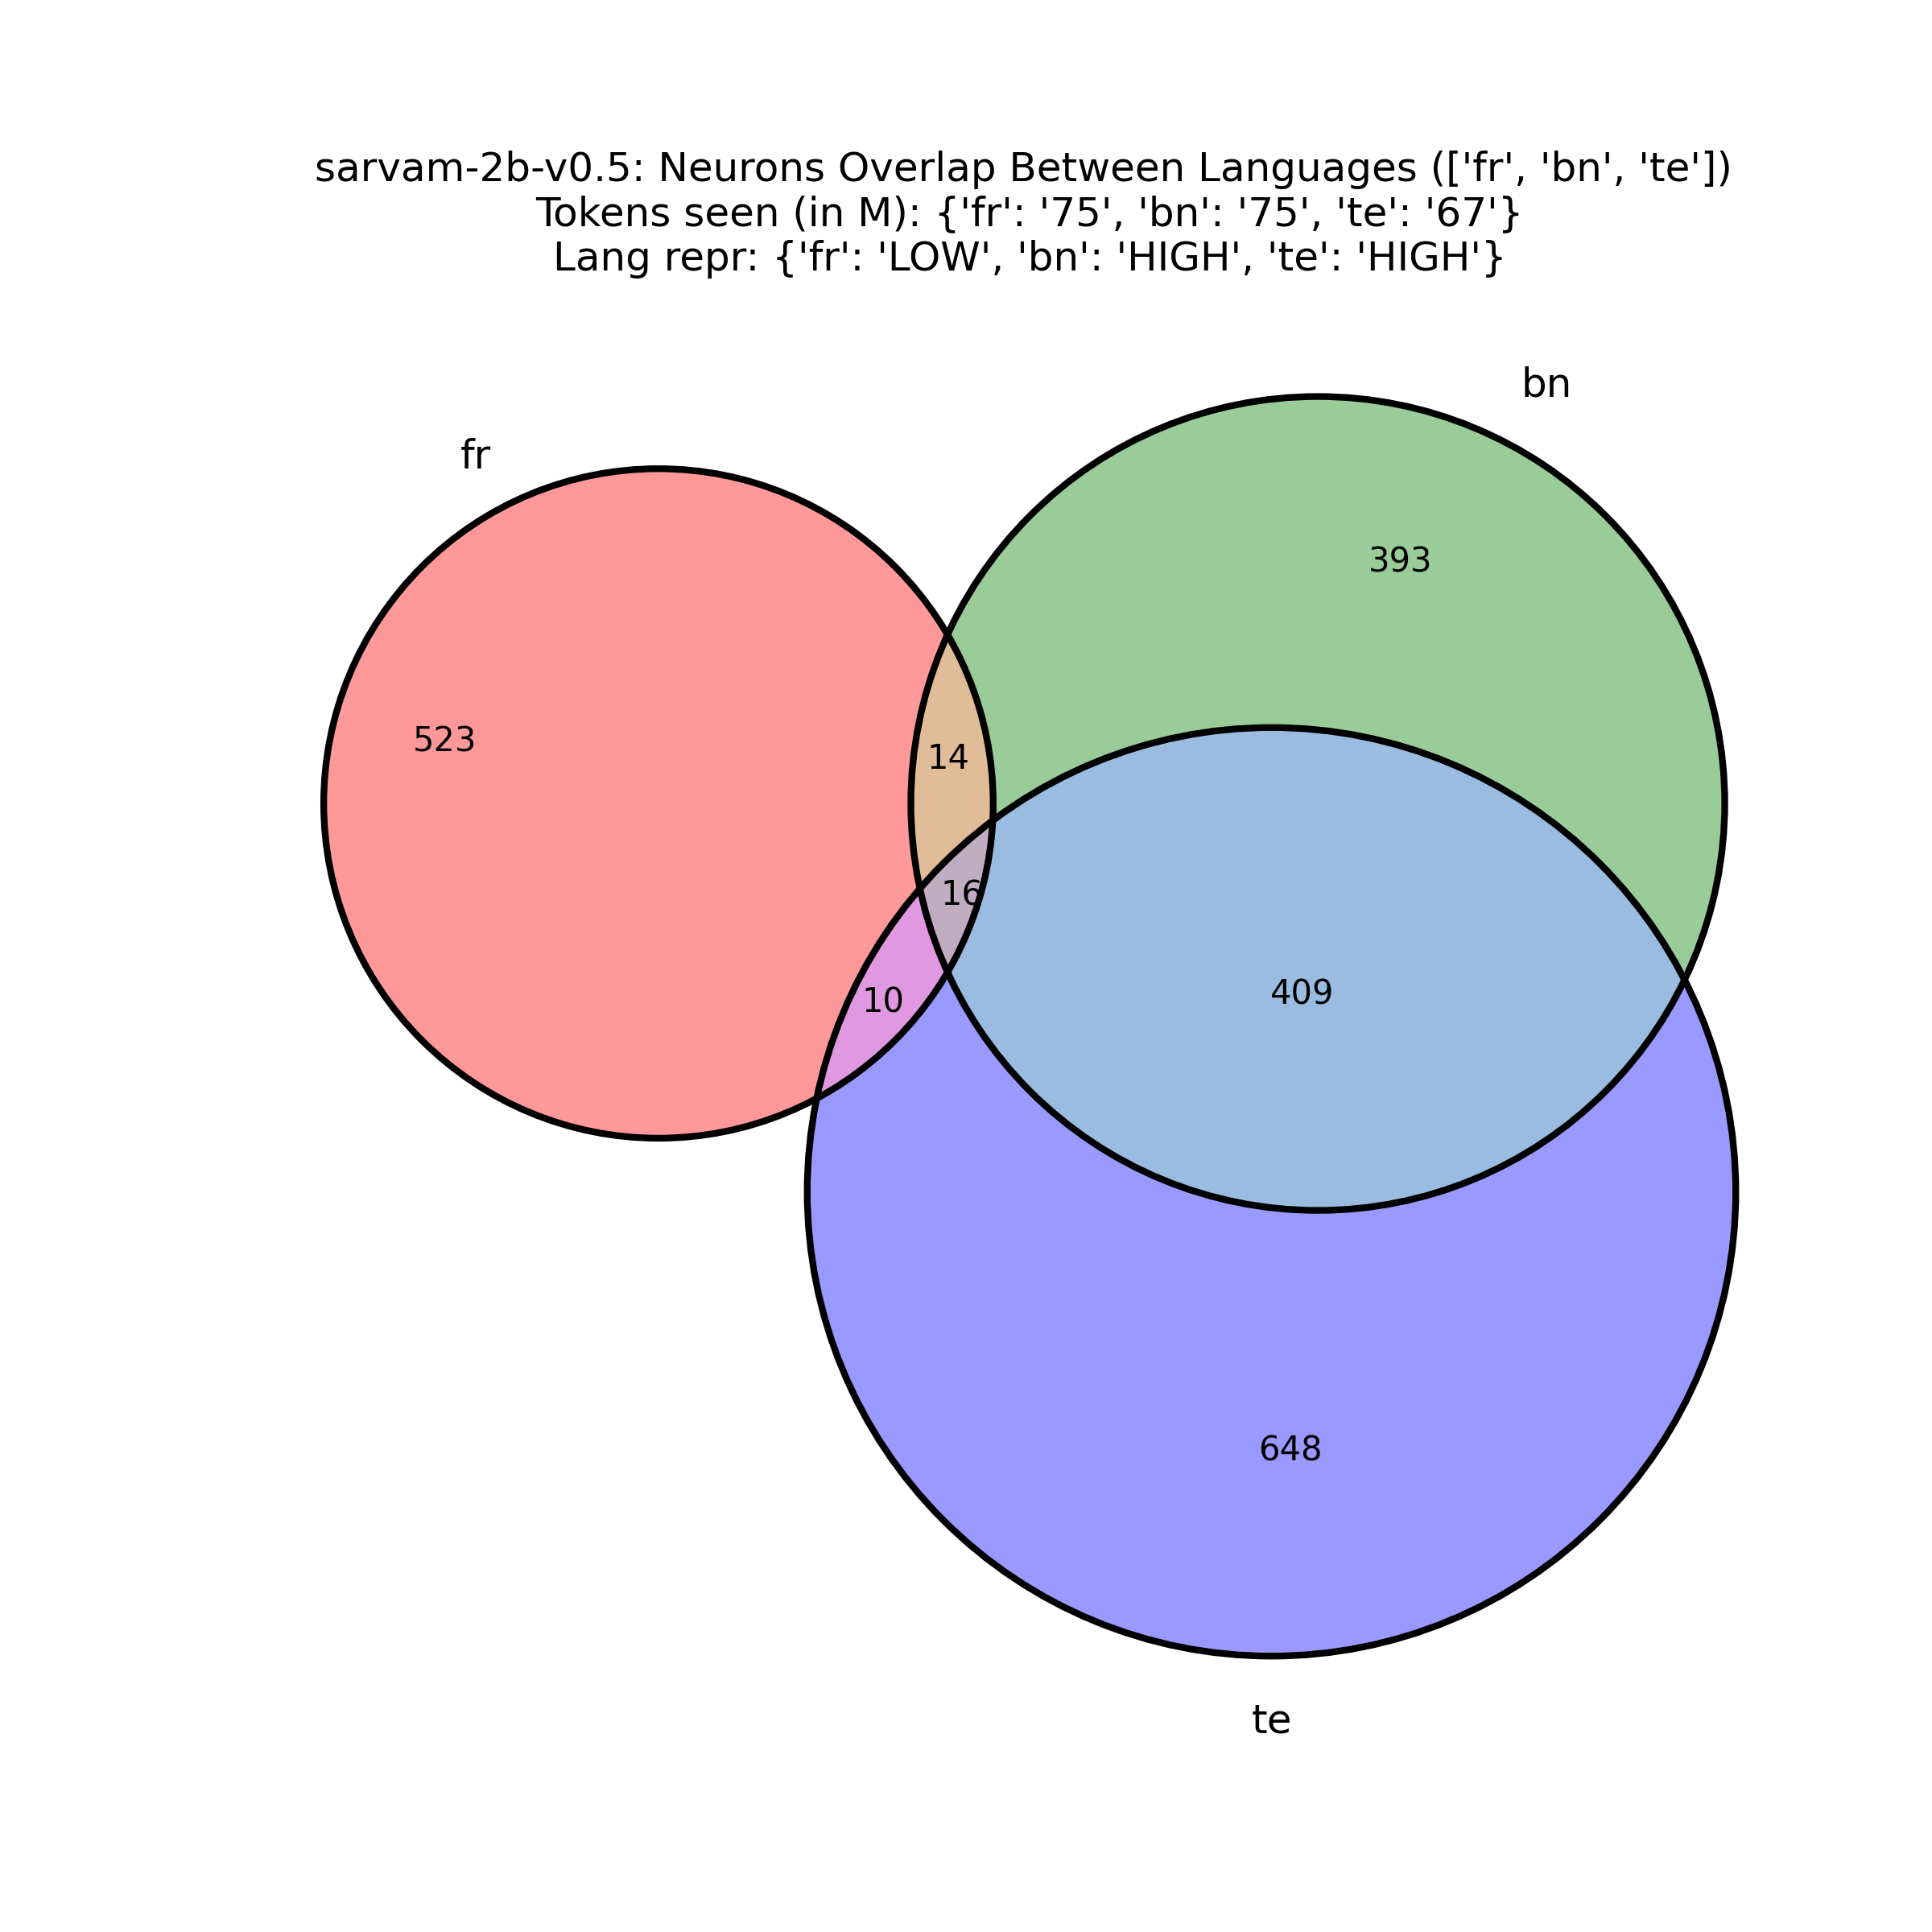 sarvam-2b-v0.5: Neurons Overlap Between Languages (['fr', 'bn', 'te'])
Tokens seen (in M): {'fr': '75', 'bn': '75', 'te': '67'}
Lang repr: {'fr': 'LOW', 'bn': 'HIGH', 'te': 'HIGH'}
bn
fr
393
523
14
16
10
409
648
te